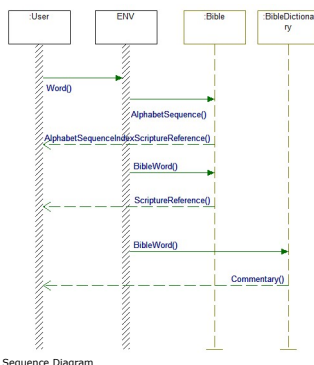 :User
ENV
:Bible
:BibleDictiona
ry
Word()
AlphabetSequence()
AlphabetSequenceIndexScriptureReference()
BibleWord()
ScriptureReference()
BibleWord()
Commentary()
Sequence Diagram